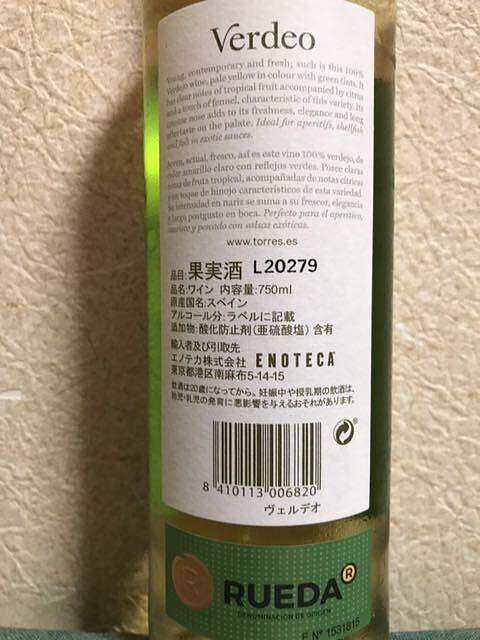 Verdeo
Young, contemporary and fresh; such is this 100%
Verdejo wine, pale yellow in colour with green tints. It
has clear notes of tropical fruit accompanied by citrus
and a touch of fennel, characteristic of this variety. Its
intense nose adds to its freshness, elegance and long
aftertaste on the palate. Ideal for aperitifs, shellfish
and fish in exotic sauces.
Joven, actual, fresco, así es este vino 100% verdejo, de
color amarillo claro con reflejos verdes. Posee claras
notas de fruta tropical, acompañadas de notas cítricas
y un toque de hinojo característicos de esta variedad.
Su intensidad en nariz se suma a su frescor, elegancia
y largo postgusto en boca. Perfecto para el aperitivo,
marisco y pescado con salsas exóticas.
www.torres.es
品目:果実酒 L20279
品名:ワイン 内容量:750ml
原産国名:スペイン
アルコール分:ラベルに記載
添加物:酸化防止剤(亜硫酸塩)含有
輸入者及び引取先
エノテカ株式会社 ENOTECA
東京都港区南麻布5-14-15
飲酒は20歳になってから。妊娠中や授乳期の飲酒は、
胎児・乳児の発育に悪影響を与えるおそれがあります。
8 410113 006820
ヴェルデオ
R RUEDA R
DENOMINACIÓN DE ORIGEN
F Nº 1531815